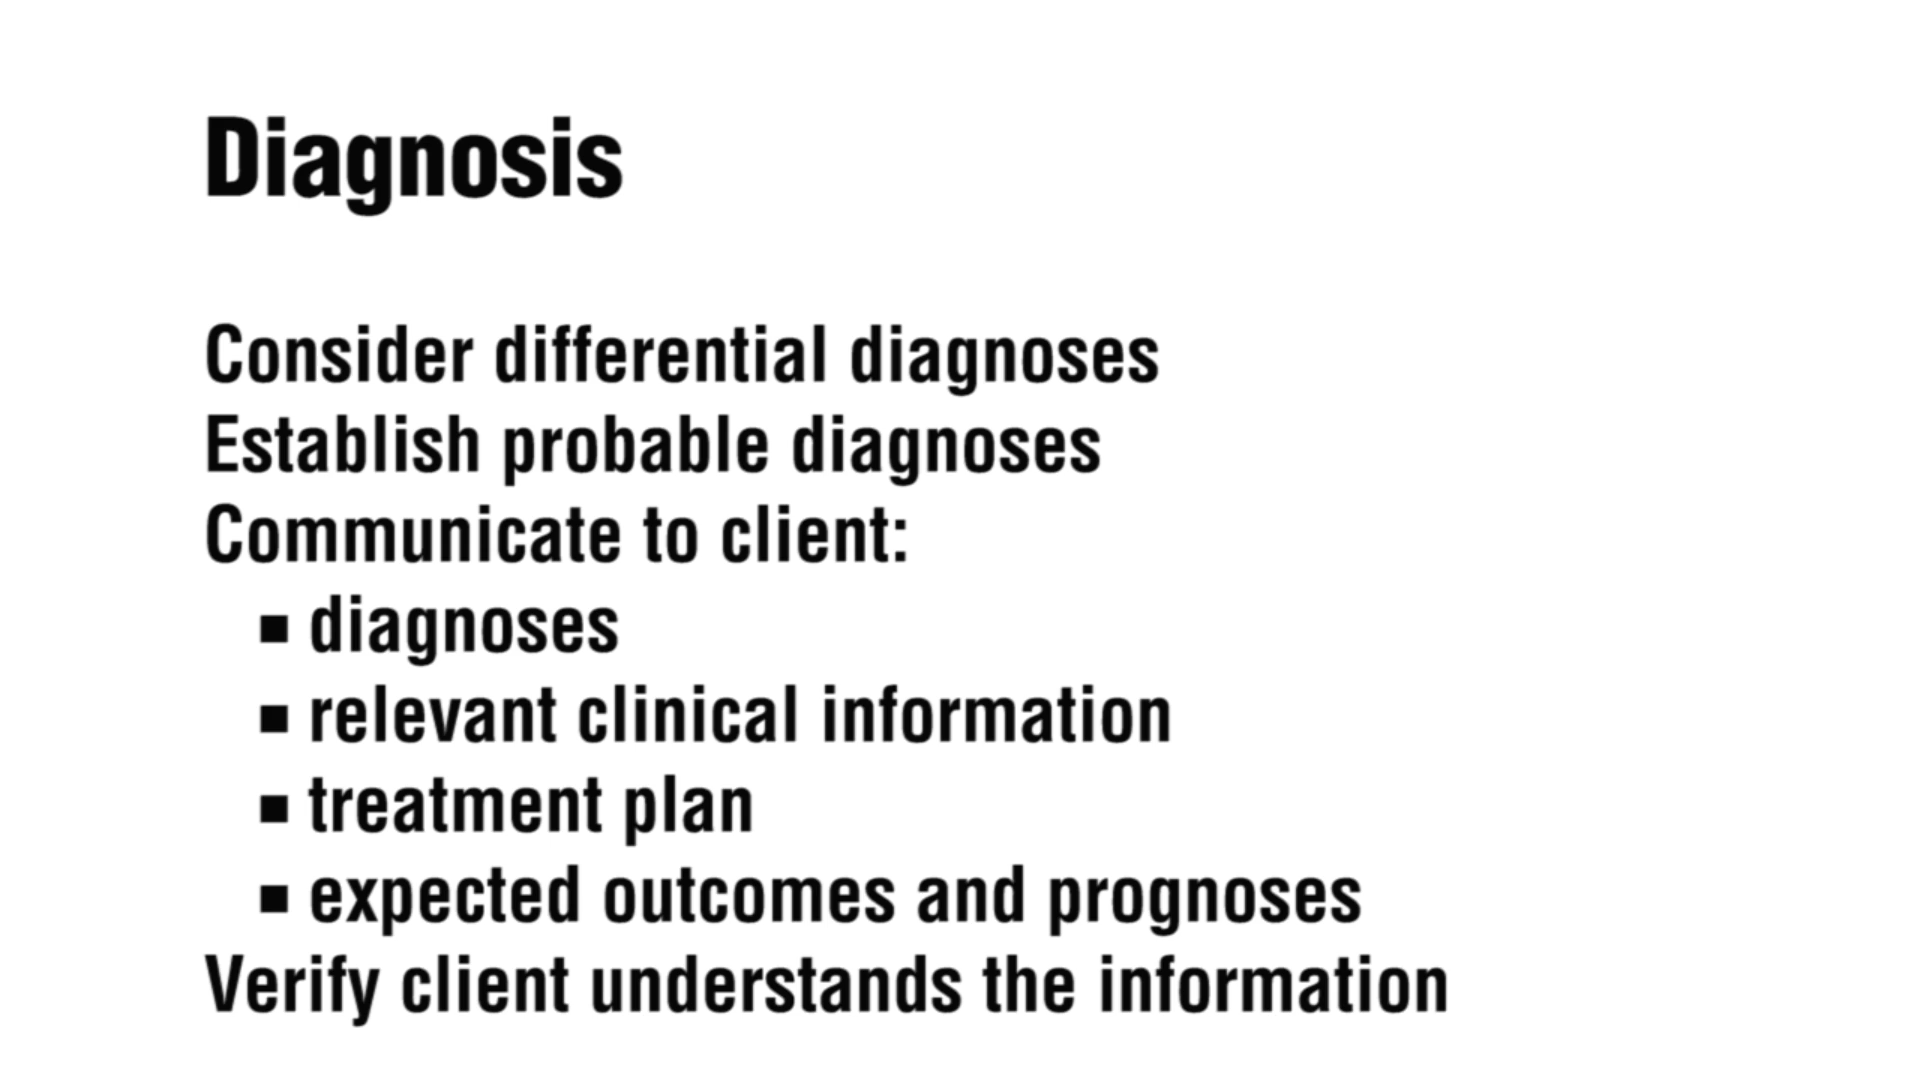 Diagnosis
Consider differential diagnoses
Establish probable diagnoses
Communicate to client:
▪ diagnoses
▪ relevant clinical information
▪ treatment plan
▪ expected outcomes and prognoses
Verify client understands the information